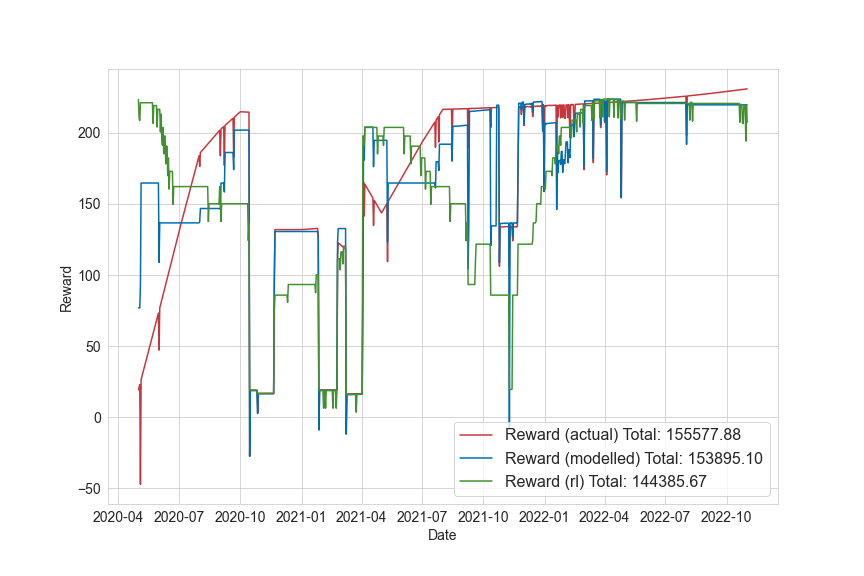 200
150
100
50
0
−50
Reward
2020-04 2020-07 2020-10 2021-01 2021-04 2021-07 2021-10 2022-01 2022-04 2022-07 2022-10
Date
Reward (actual) Total: 155577.88
Reward (modelled) Total: 153895.10
Reward (rl) Total: 144385.67